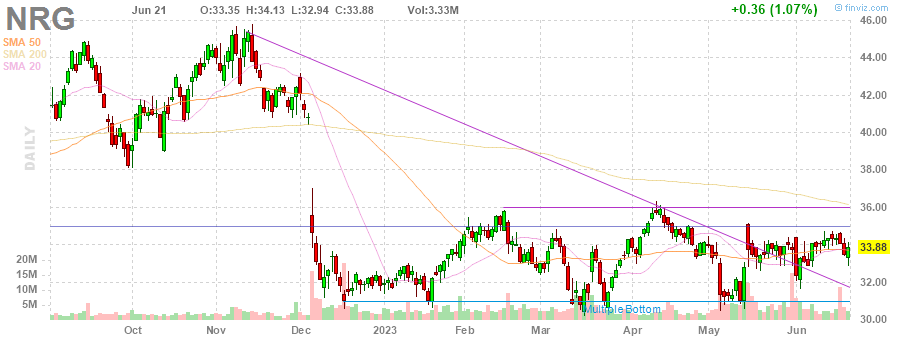 NRG
Jun 21 O:33.35 H:34.13 L:32.94 C:33.88 Vol:3.33M +0.36 (1.07%) © finviz.com
SMA 50
SMA 200
SMA 20
DAILY
46.00
44.00
42.00
40.00
38.00
36.00
33.88
32.00
30.00
20M
15M
10M
5M
Multiple Bottom
Oct Nov Dec 2023 Feb Mar Apr May Jun